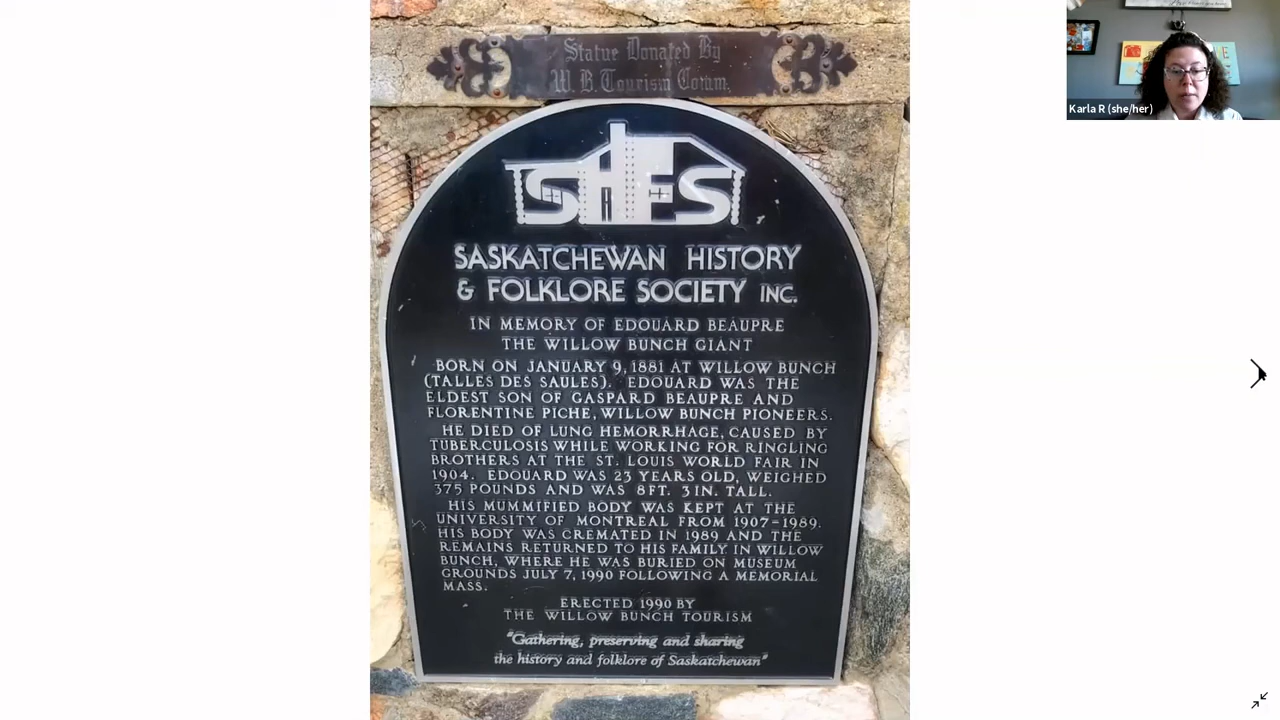 Statue Donated By
W. B. Tourism Comm.
SHFS
SASKATCHEWAN HISTORY
& FOLKLORE SOCIETY INC.
IN MEMORY OF EDOUARD BEAUPRE
THE WILLOW BUNCH GIANT
BORN ON JANUARY 9, 1881 AT WILLOW BUNCH
(TALLES DES SAULES). EDOUARD WAS THE
ELDEST SON OF GASPARD BEAUPRE AND
FLORENTINE PICHE, WILLOW BUNCH PIONEERS.
HE DIED OF LUNG HEMORRHAGE, CAUSED BY
TUBERCULOSIS WHILE WORKING FOR RINGLING
BROTHERS AT THE ST. LOUIS WORLD FAIR IN
1904. EDOUARD WAS 23 YEARS OLD, WEIGHED
375 POUNDS AND WAS 8FT. 3IN. TALL.
HIS MUMMIFIED BODY WAS KEPT AT THE
UNIVERSITY OF MONTREAL FROM 1907-1989.
HIS BODY WAS CREMATED IN 1989 AND THE
REMAINS RETURNED TO HIS FAMILY IN WILLOW
BUNCH, WHERE HE WAS BURIED ON MUSEUM
GROUNDS JULY 7, 1990 FOLLOWING A MEMORIAL
MASS.
ERECTED 1990 BY
THE WILLOW BUNCH TOURISM
"Gathering, preserving and sharing
the history and folklore of Saskatchewan"
Karla R (she/her)